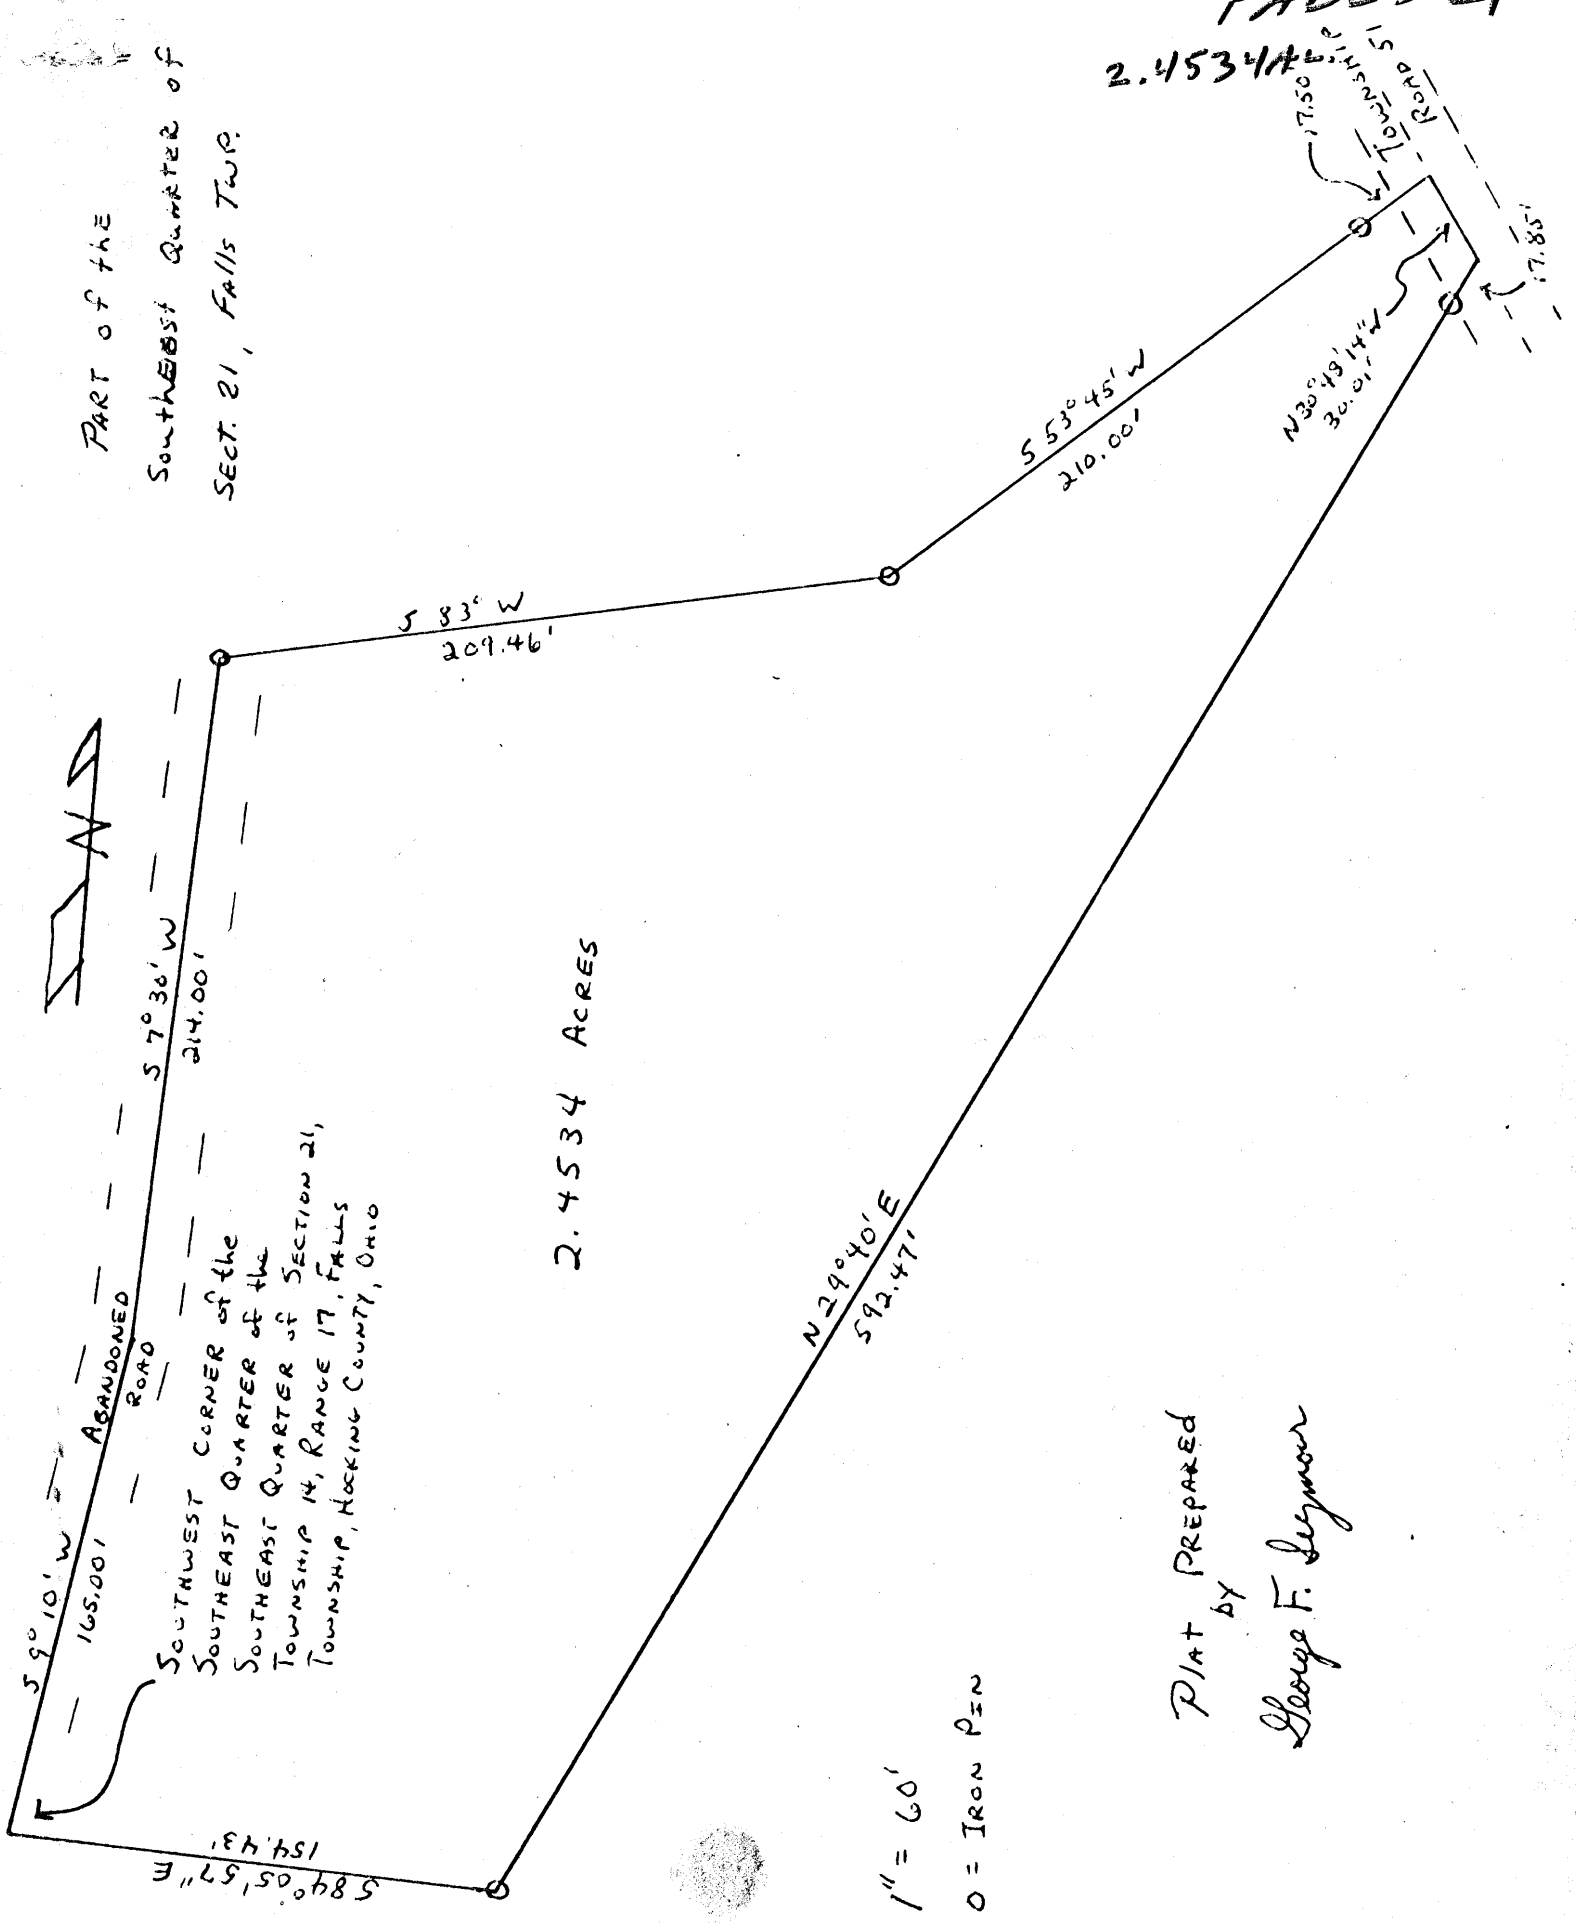 2.4534Ac
PART of the
Southeast Quarter of
SECT. 21, FAlls TWP.
N
17.50'
TOWNSHIP
ROAD 51
17.85'
N30°48'14"W
30.01'
S 53° 45' W
210.00'
S 83° W
209.46'
S 7° 30' W
214.00'
ABANDONED
ROAD
S 9° 10' W
165.00'
SOUTHWEST CORNER of the
SOUTHEAST QUARTER of the
SOUTHEAST QUARTER of SECTION 21,
TOWNSHIP 14, RANGE 17, FALLS
TOWNSHIP, HOCKING COUNTY, OHIO
2.4534 ACRES
N 29° 40' E
592.47'
S 84° 05' 57" E
154.43'
1" = 60'
O = IRON PIN
PlAt PREPARED
by
George F. Seymour